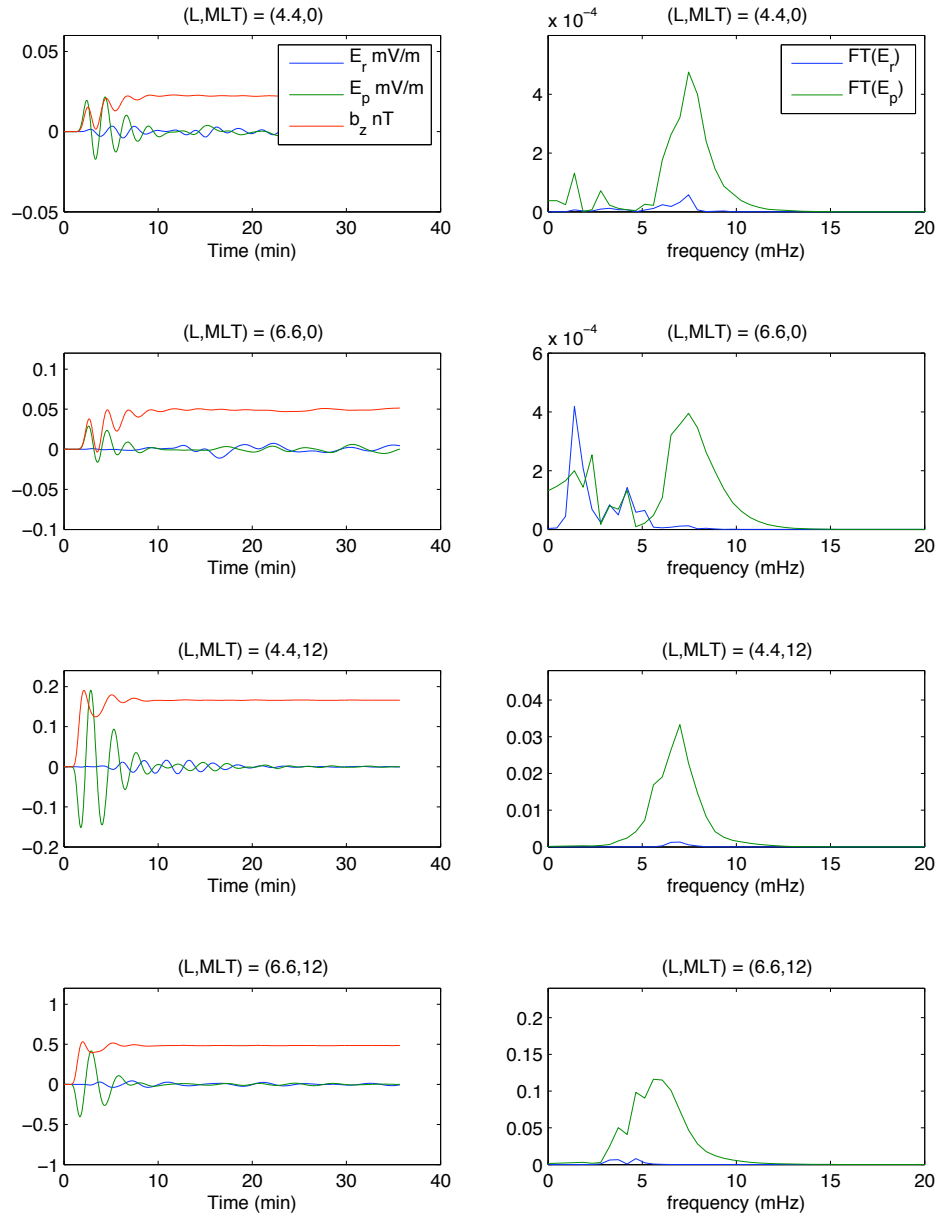 (L,MLT) = (4.4,0)
0.05
0
−0.05
0 10 20 30 40
Time (min)
E_r mV/m
E_p mV/m
b_z nT
(L,MLT) = (4.4,0)
x 10^−4
4
2
0
0 5 10 15 20
frequency (mHz)
FT(E_r)
FT(E_p)
(L,MLT) = (6.6,0)
0.1
0.05
0
−0.05
−0.1
0 10 20 30 40
Time (min)
(L,MLT) = (6.6,0)
x 10^−4
6
4
2
0
0 5 10 15 20
frequency (mHz)
(L,MLT) = (4.4,12)
0.2
0.1
0
−0.1
−0.2
0 10 20 30 40
Time (min)
(L,MLT) = (4.4,12)
0.04
0.03
0.02
0.01
0
0 5 10 15 20
frequency (mHz)
(L,MLT) = (6.6,12)
1
0.5
0
−0.5
−1
0 10 20 30 40
Time (min)
(L,MLT) = (6.6,12)
0.2
0.15
0.1
0.05
0
0 5 10 15 20
frequency (mHz)